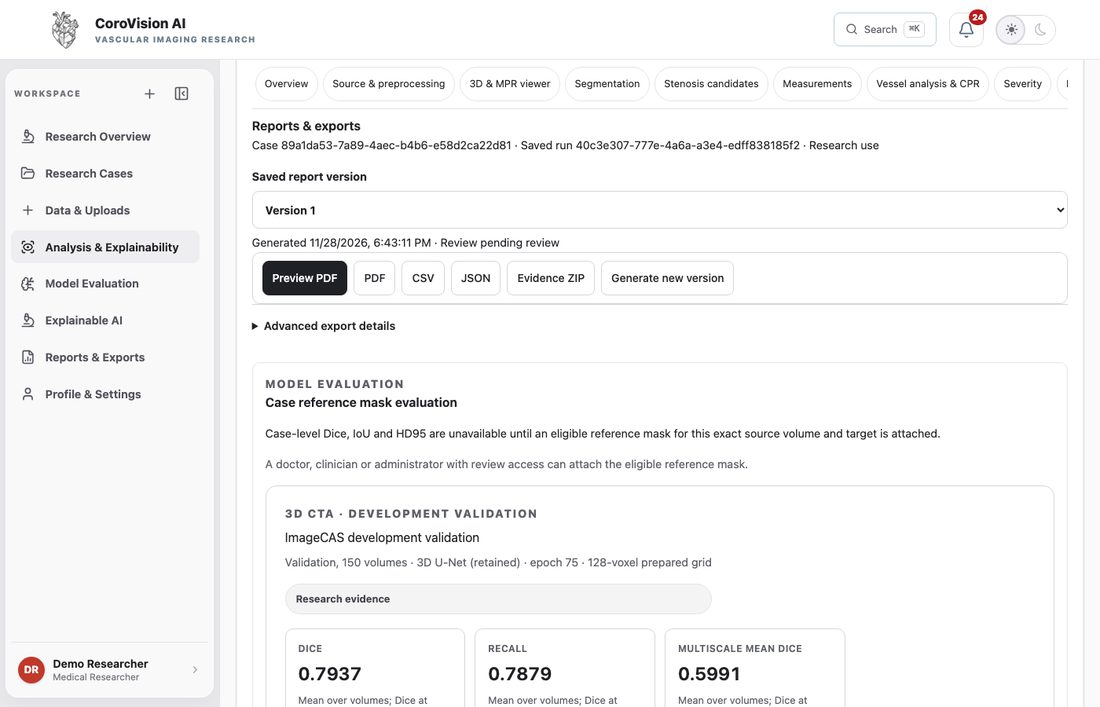 CoroVision AI
VASCULAR IMAGING RESEARCH
Search ⌘K
24
WORKSPACE
Research Overview
Research Cases
Data & Uploads
Analysis & Explainability
Model Evaluation
Explainable AI
Reports & Exports
Profile & Settings
DR
Demo Researcher
Medical Researcher
Overview
Source & preprocessing
3D & MPR viewer
Segmentation
Stenosis candidates
Measurements
Vessel analysis & CPR
Severity
Reports & exports
Case 89a1da53-7a89-4aec-b4b6-e58d2ca22d81 · Saved run 40c3e307-777e-4a6a-a3e4-edff838185f2 · Research use
Saved report version
Version 1
Generated 11/28/2026, 6:43:11 PM · Review pending review
Preview PDF
PDF
CSV
JSON
Evidence ZIP
Generate new version
Advanced export details
MODEL EVALUATION
Case reference mask evaluation
Case-level Dice, IoU and HD95 are unavailable until an eligible reference mask for this exact source volume and target is attached.
A doctor, clinician or administrator with review access can attach the eligible reference mask.
3D CTA · DEVELOPMENT VALIDATION
ImageCAS development validation
Validation, 150 volumes · 3D U-Net (retained) · epoch 75 · 128-voxel prepared grid
Research evidence
DICE
0.7937
Mean over volumes; Dice at
RECALL
0.7879
Mean over volumes; Dice at
MULTISCALE MEAN DICE
0.5991
Mean over volumes; Dice at